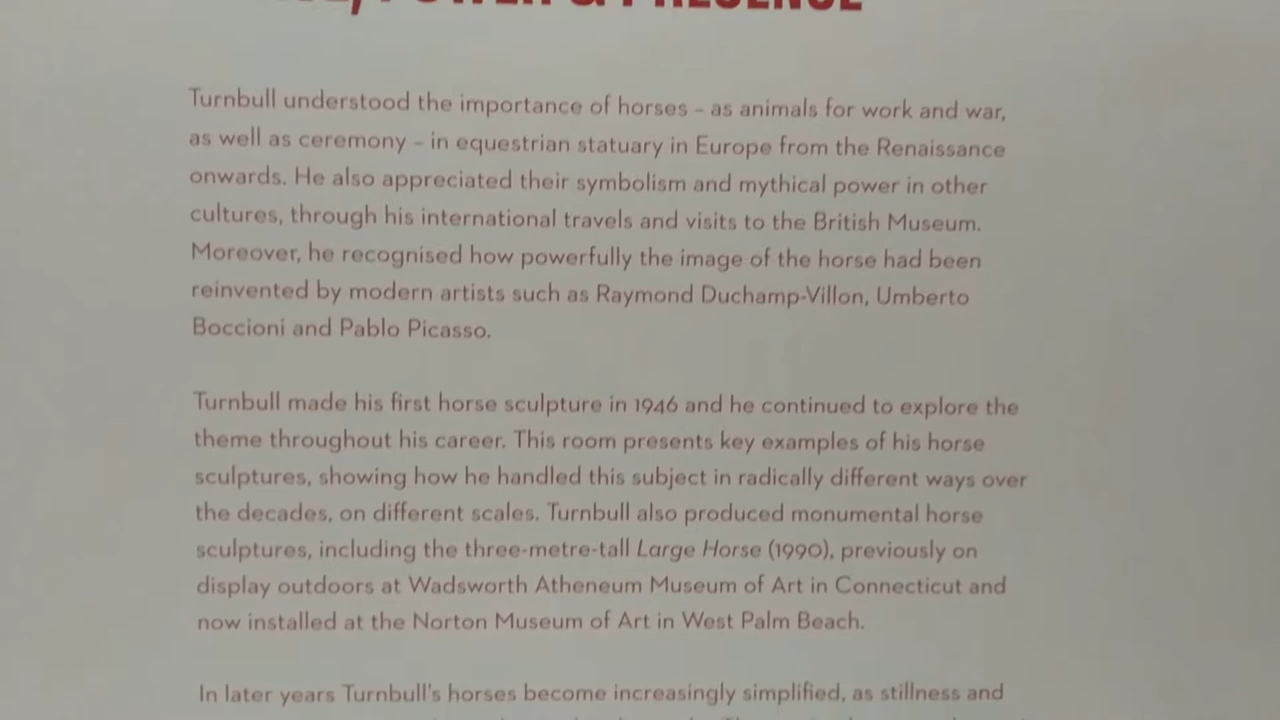 POWER & PRESENCE
Turnbull understood the importance of horses – as animals for work and war,
as well as ceremony – in equestrian statuary in Europe from the Renaissance
onwards. He also appreciated their symbolism and mythical power in other
cultures, through his international travels and visits to the British Museum.
Moreover, he recognised how powerfully the image of the horse had been
reinvented by modern artists such as Raymond Duchamp-Villon, Umberto
Boccioni and Pablo Picasso.
Turnbull made his first horse sculpture in 1946 and he continued to explore the
theme throughout his career. This room presents key examples of his horse
sculptures, showing how he handled this subject in radically different ways over
the decades, on different scales. Turnbull also produced monumental horse
sculptures, including the three-metre-tall Large Horse (1990), previously on
display outdoors at Wadsworth Atheneum Museum of Art in Connecticut and
now installed at the Norton Museum of Art in West Palm Beach.
In later years Turnbull's horses become increasingly simplified, as stillness and